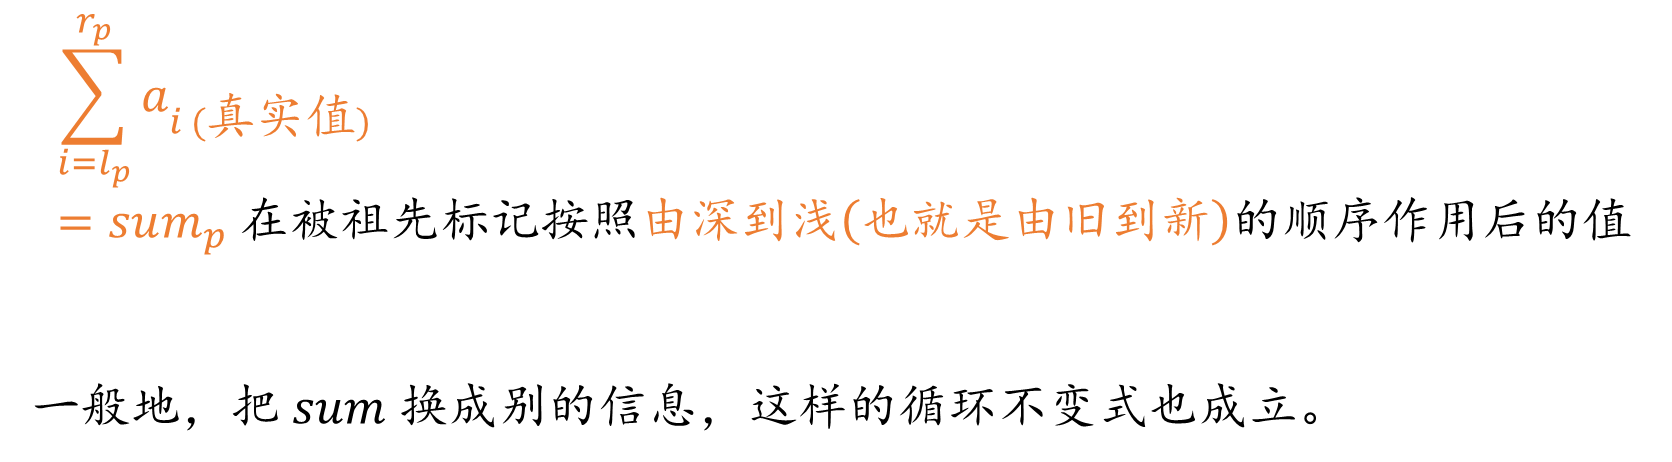 $\sum_{i=l_p}^{r_p} a_{i(真实值)}$
$= sum_p$ 在被祖先标记按照由深到浅(也就是由旧到新)的顺序作用后的值
一般地，把 $sum$ 换成别的信息，这样的循环不变式也成立。